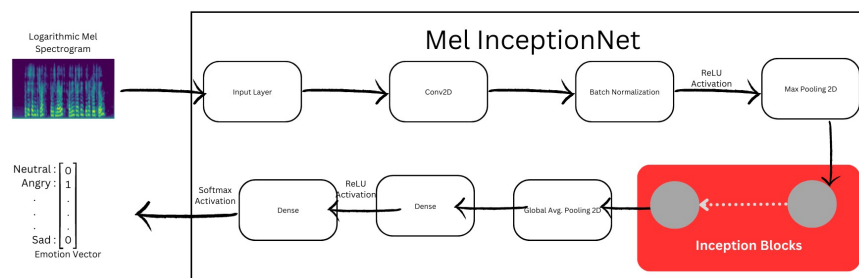 Logarithmic Mel
Spectrogram
Mel InceptionNet
Input Layer
Conv2D
Batch Normalization
ReLU
Activation
Max Pooling 2D
Neutral : 0
Angry : 1
. .
. .
. .
Sad : 0
Emotion Vector
Softmax
Activation
Dense
ReLU
Activation
Dense
Global Avg. Pooling 2D
Inception Blocks